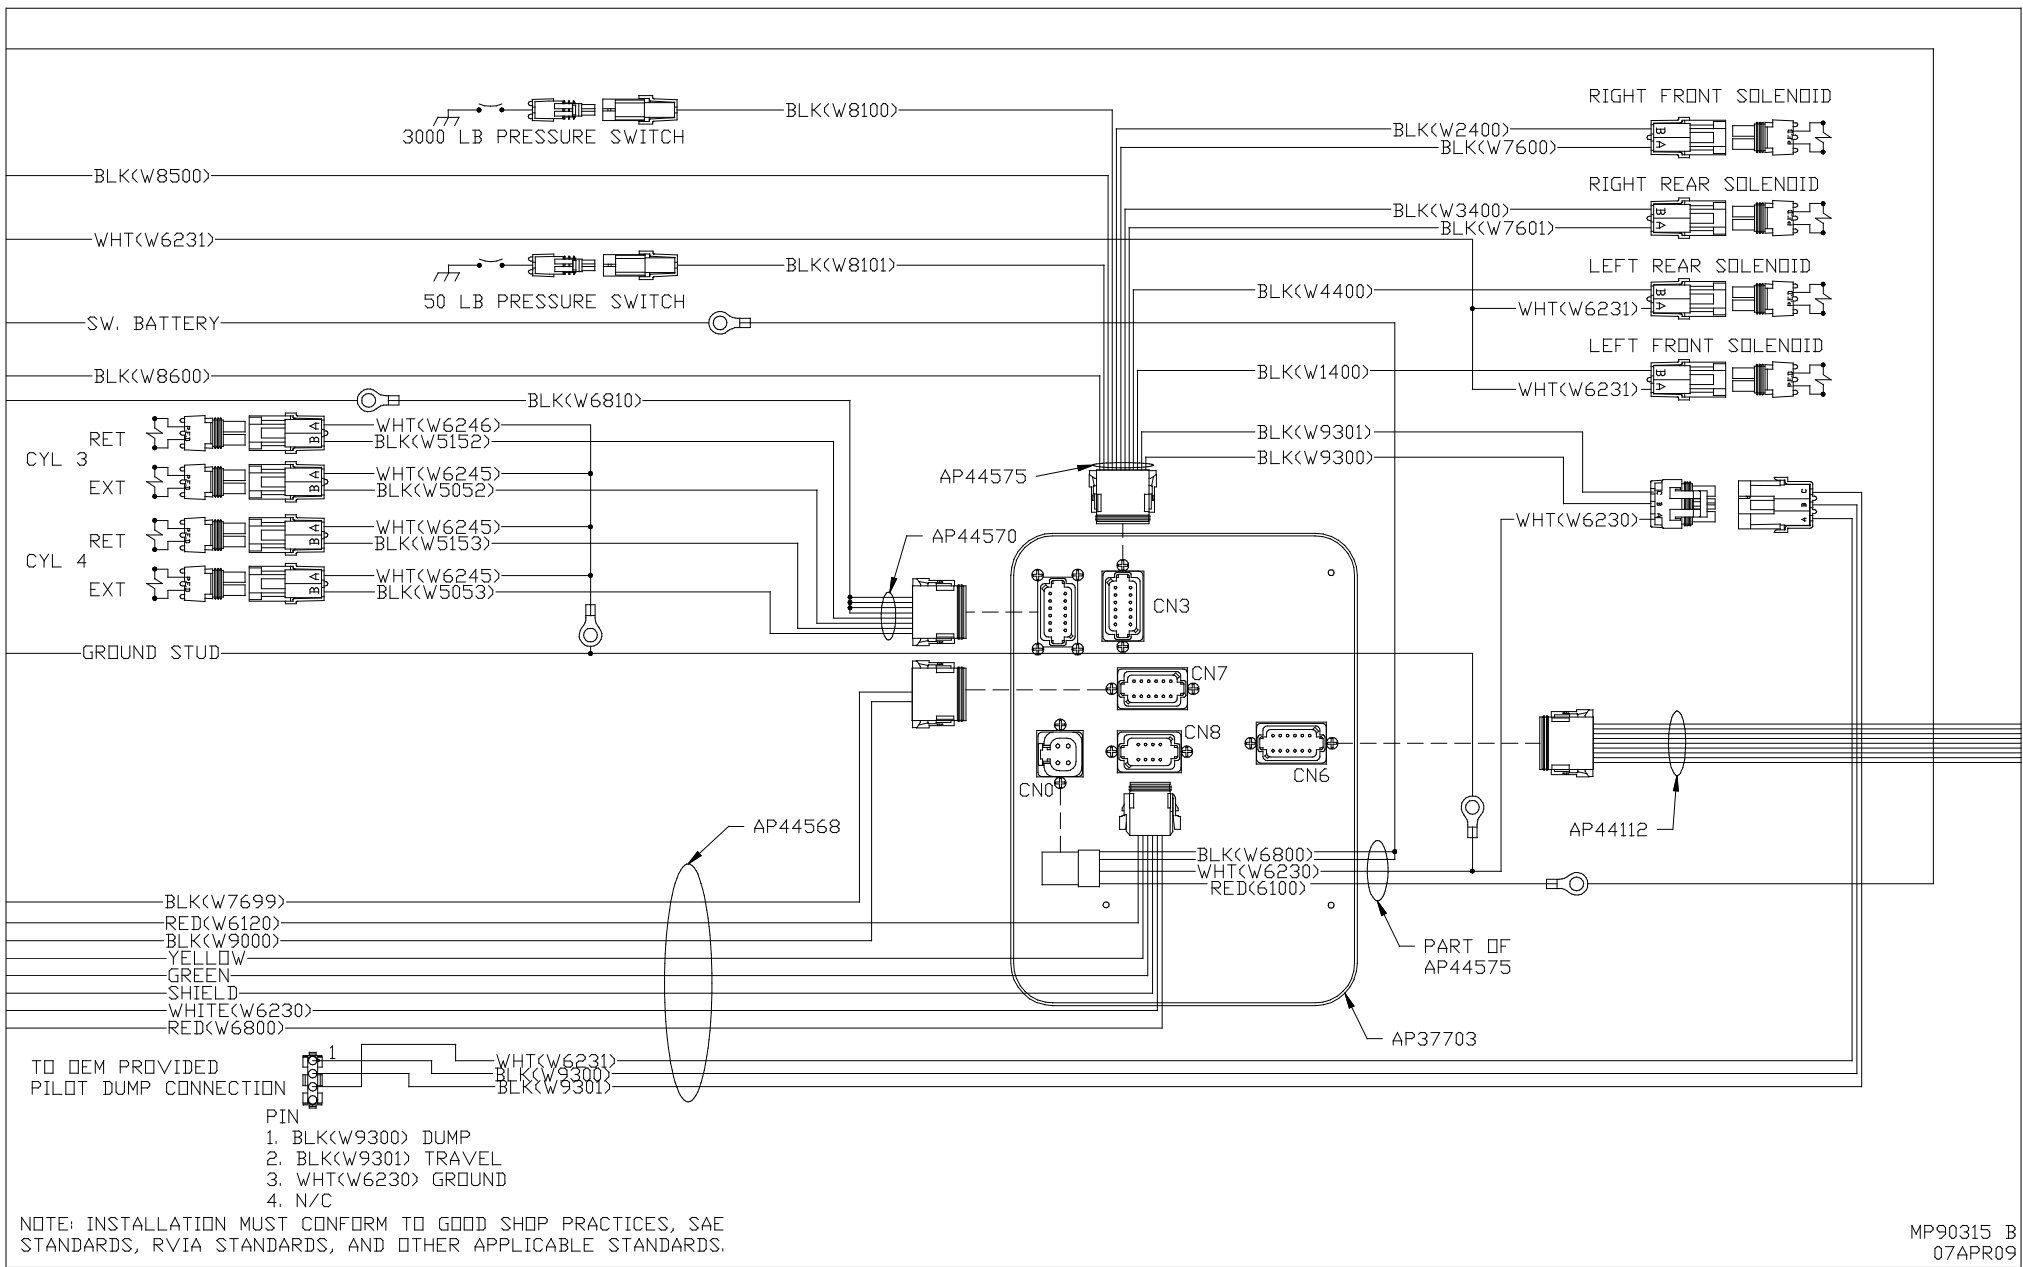 RIGHT FRONT SOLENOID
BLK(W8100)
3000 LB PRESSURE SWITCH
BLK(W2400)
B
A
BLK(W7600)
BLK(W8500)
RIGHT REAR SOLENOID
BLK(W3400)
B
A
BLK(W7601)
WHT(W6231)
BLK(W8101)
50 LB PRESSURE SWITCH
LEFT REAR SOLENOID
BLK(W4400)
B
A
WHT(W6231)
SW. BATTERY
LEFT FRONT SOLENOID
BLK(W8600)
BLK(W1400)
B
A
WHT(W6231)
BLK(W6810)
CYL 3
RET
A
B
WHT(W6246)
BLK(W5152)
EXT
A
B
WHT(W6245)
BLK(W5052)
BLK(W9301)
BLK(W9300)
AP44575
C
B
A
C
B
A
WHT(W6230)
CYL 4
RET
A
B
WHT(W6245)
BLK(W5153)
EXT
A
B
WHT(W6245)
BLK(W5053)
AP44570
CN3
GROUND STUD
CN7
CN8
CN6
CN0
AP44568
AP44112
BLK(W6800)
WHT(W6230)
RED(6100)
BLK(W7699)
RED(W6120)
BLK(W9000)
YELLOW
GREEN
SHIELD
WHITE(W6230)
RED(W6800)
PART OF
AP44575
AP37703
TO OEM PROVIDED
PILOT DUMP CONNECTION
1
WHT(W6231)
BLK(W9300)
BLK(W9301)
PIN
1. BLK(W9300) DUMP
2. BLK(W9301) TRAVEL
3. WHT(W6230) GROUND
4. N/C
NOTE: INSTALLATION MUST CONFORM TO GOOD SHOP PRACTICES, SAE
STANDARDS, RVIA STANDARDS, AND OTHER APPLICABLE STANDARDS.
MP90315 B
07APR09